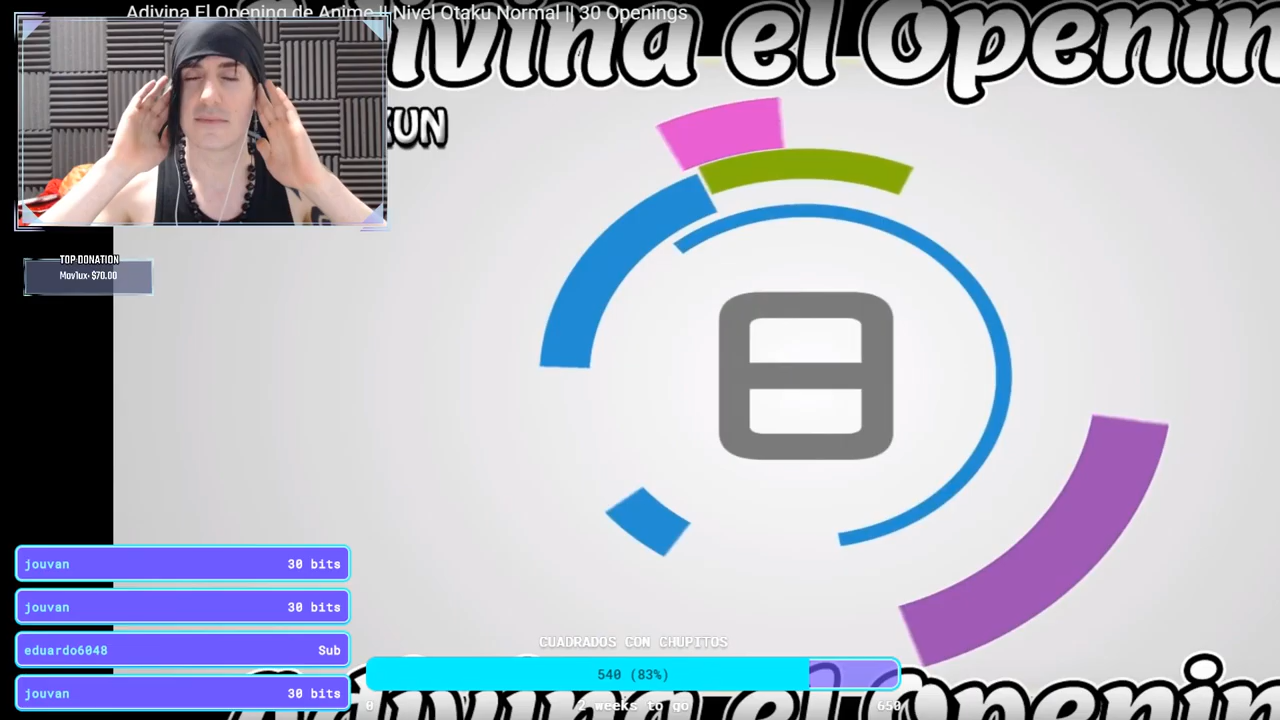 Adivina El Opening de Anime || Nivel Otaku Normal || 30 Openings
ivina el Openin
KUN
TOP DONATION
Mavlux: $70.00
8
jouvan 30 bits
jouvan 30 bits
eduardo6048 Sub
jouvan 30 bits
CUADRADOS CON CHUPITOS
540 (83%)
0 2 weeks to go 650
Adivina el Openin